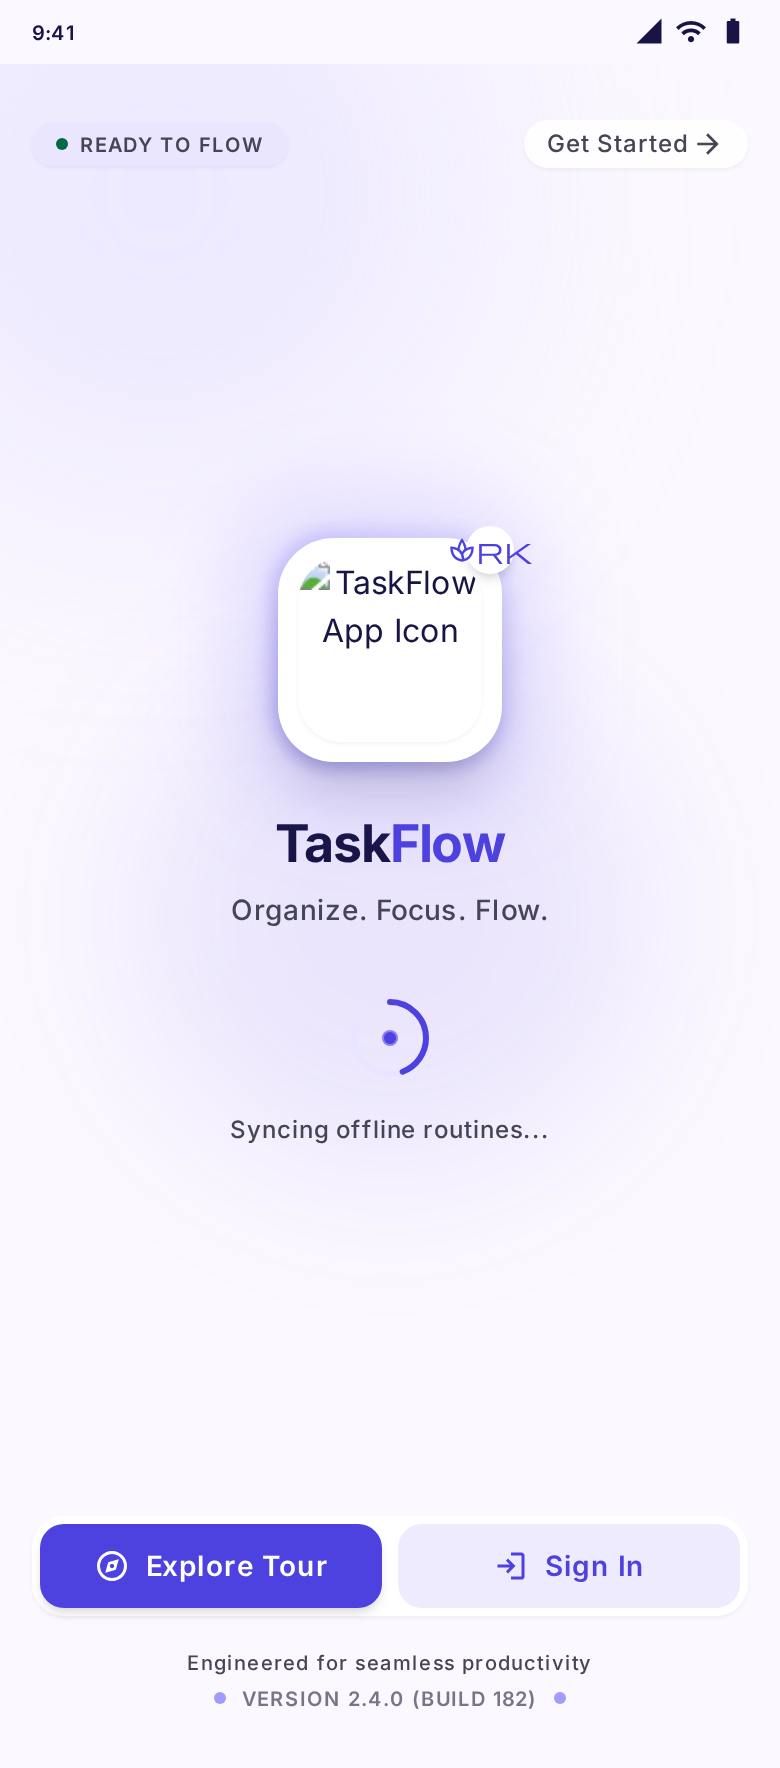 9:41
READY TO FLOW
Get Started
RK
TaskFlow
App Icon
TaskFlow
Organize. Focus. Flow.
Syncing offline routines...
Explore Tour
Sign In
Engineered for seamless productivity
VERSION 2.4.0 (BUILD 182)